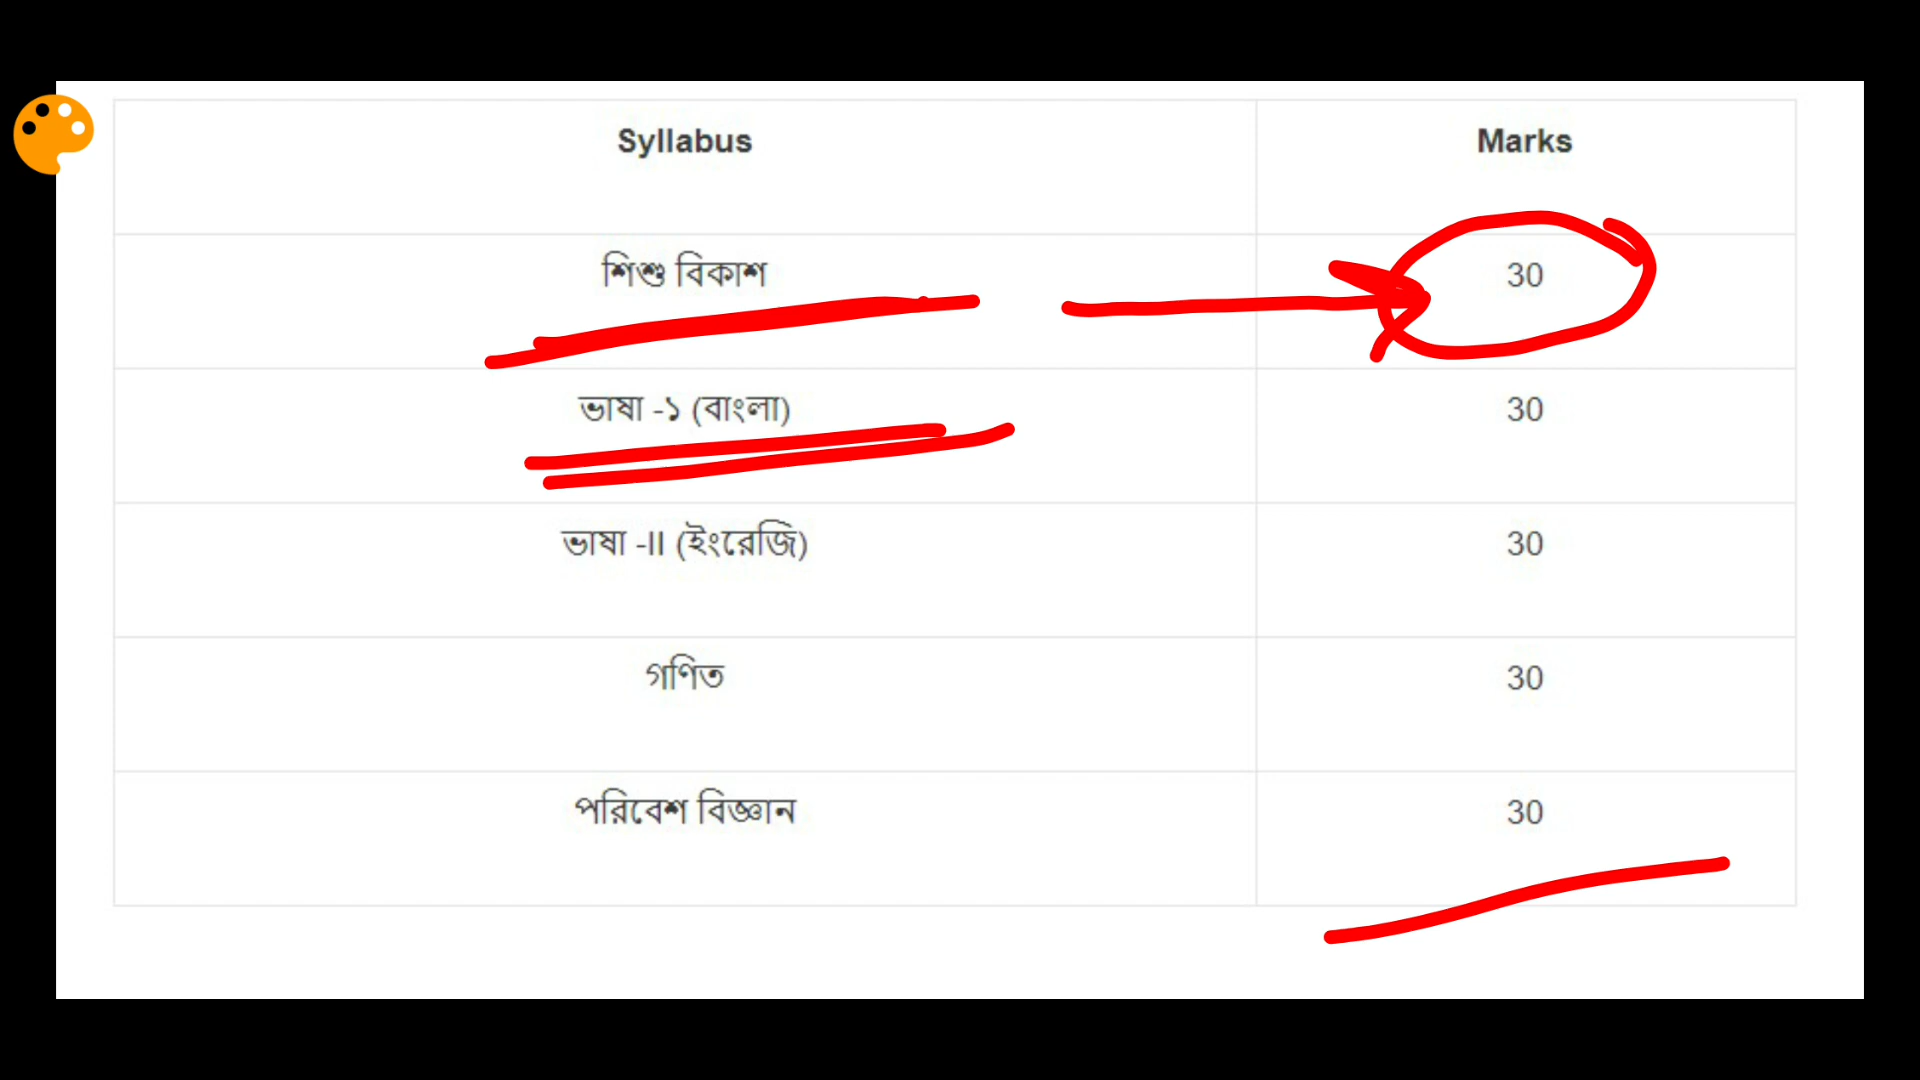 Syllabus Marks
শিশু বিকাশ 30
ভাষা -১ (বাংলা) 30
ভাষা -II (ইংরেজি) 30
গণিত 30
পরিবেশ বিজ্ঞান 30